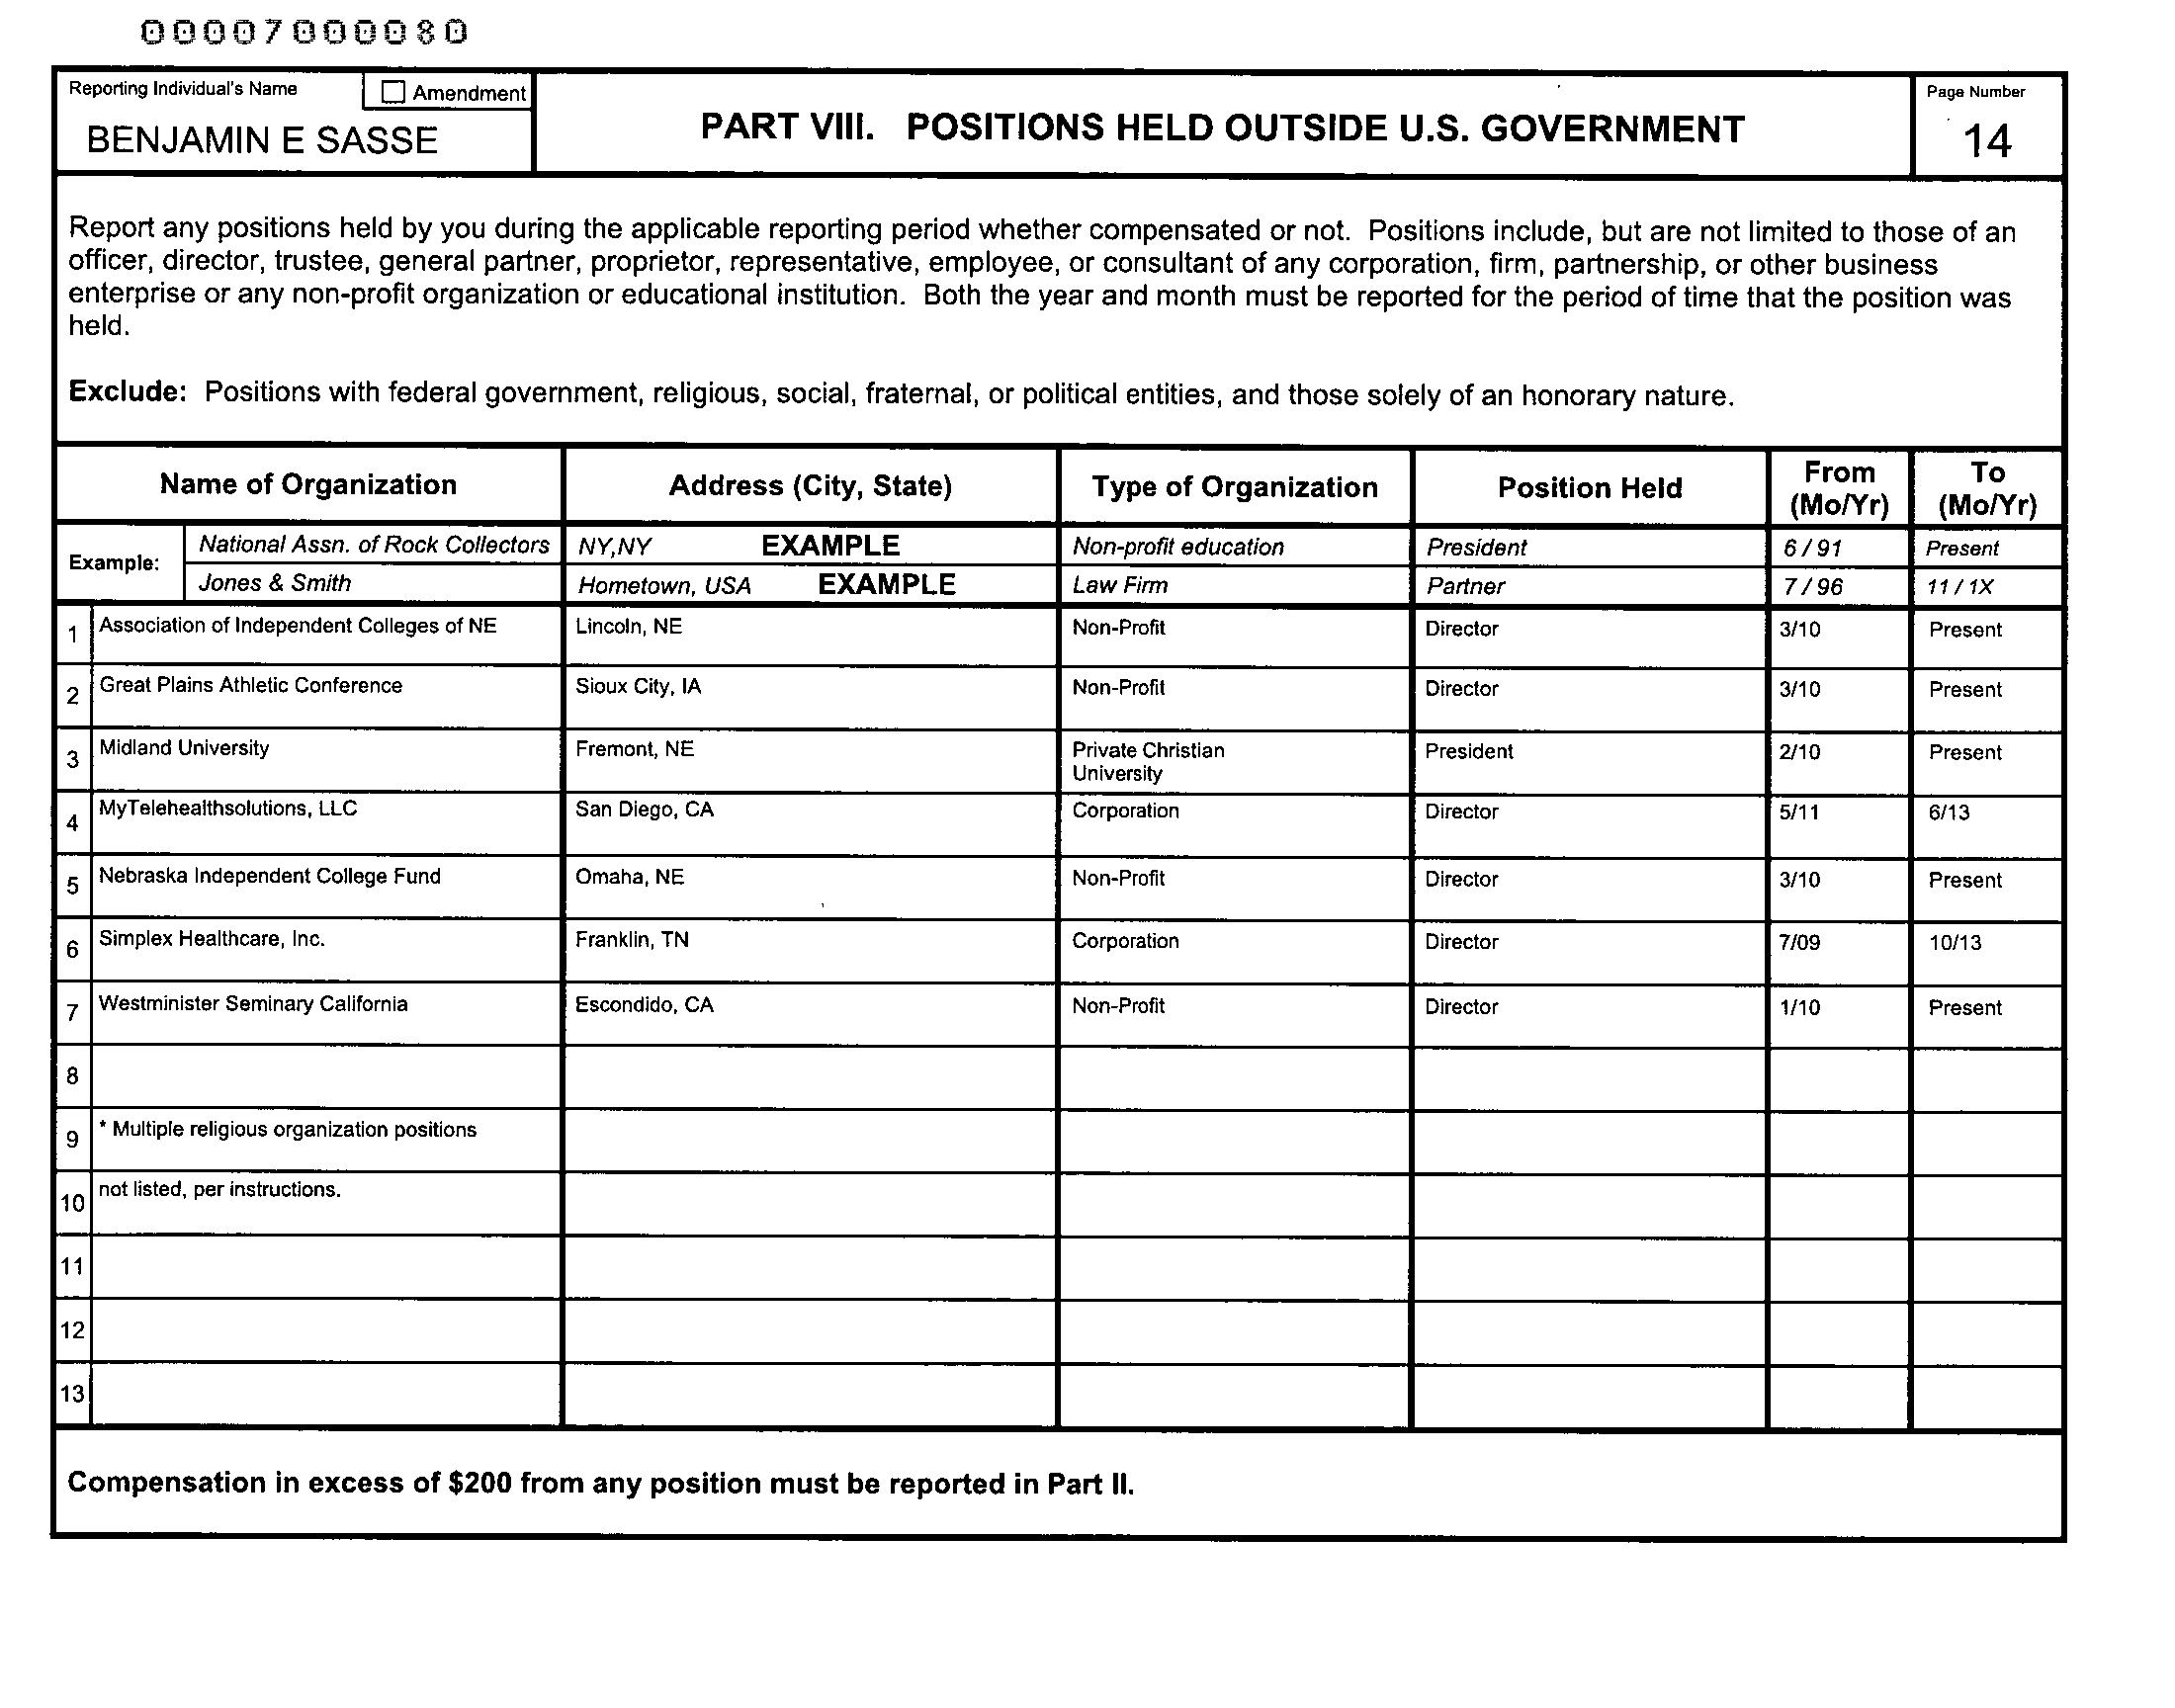 00007000080
Reporting Individual's Name
Amendment
BENJAMIN E SASSE
PART VIII. POSITIONS HELD OUTSIDE U.S. GOVERNMENT
Page Number
14
Report any positions held by you during the applicable reporting period whether compensated or not. Positions include, but are not limited to those of an
officer, director, trustee, general partner, proprietor, representative, employee, or consultant of any corporation, firm, partnership, or other business
enterprise or any non-profit organization or educational institution. Both the year and month must be reported for the period of time that the position was
held.
Exclude: Positions with federal government, religious, social, fraternal, or political entities, and those solely of an honorary nature.
Name of Organization Address (City, State) Type of Organization Position Held From (Mo/Yr) To (Mo/Yr)
Example:
National Assn. of Rock Collectors NY,NY EXAMPLE Non-profit education President 6 / 91 Present
Jones & Smith Hometown, USA EXAMPLE Law Firm Partner 7 / 96 11 / 1X
1 Association of Independent Colleges of NE Lincoln, NE Non-Profit Director 3/10 Present
2 Great Plains Athletic Conference Sioux City, IA Non-Profit Director 3/10 Present
3 Midland University Fremont, NE Private Christian University President 2/10 Present
4 MyTelehealthsolutions, LLC San Diego, CA Corporation Director 5/11 6/13
5 Nebraska Independent College Fund Omaha, NE Non-Profit Director 3/10 Present
6 Simplex Healthcare, Inc. Franklin, TN Corporation Director 7/09 10/13
7 Westminister Seminary California Escondido, CA Non-Profit Director 1/10 Present
8
9 * Multiple religious organization positions
10 not listed, per instructions.
11
12
13
Compensation in excess of $200 from any position must be reported in Part II.